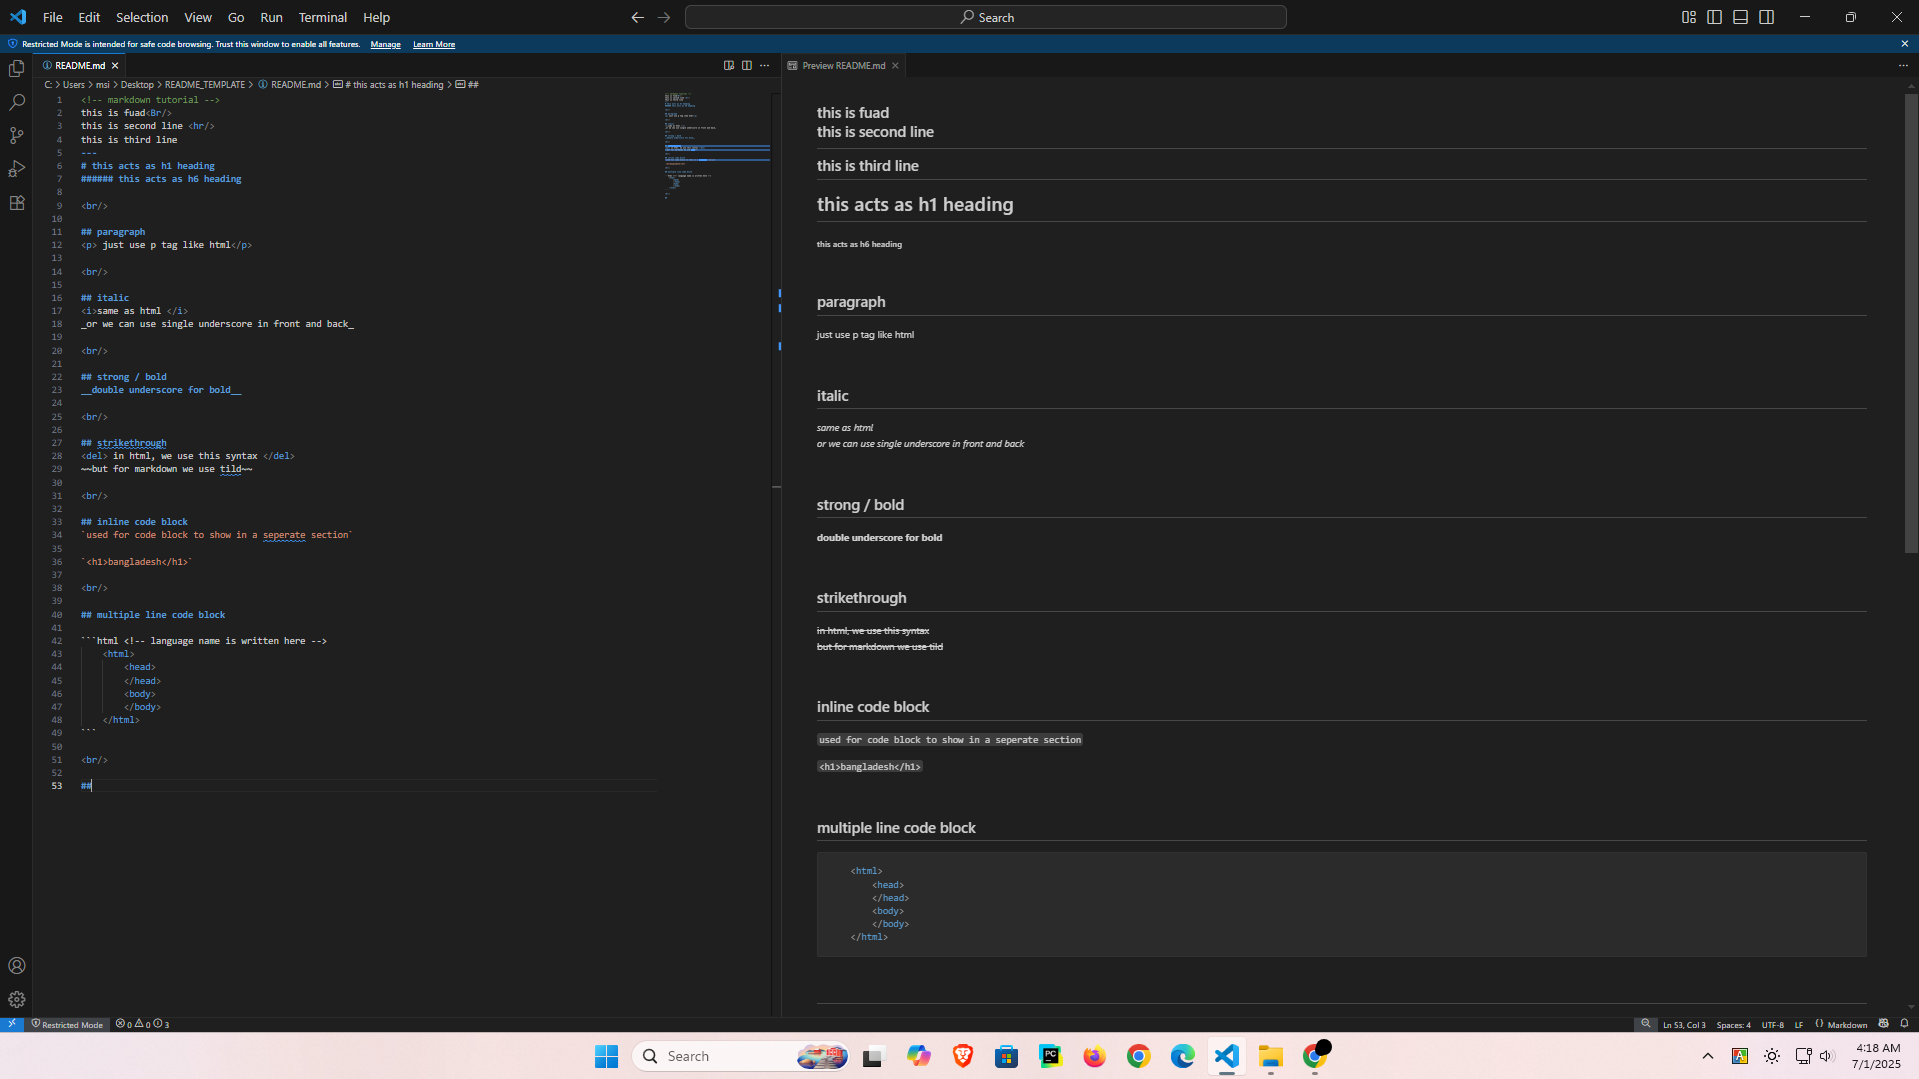 File Edit Selection View Go Run Terminal Help
Search
Restricted Mode is intended for safe code browsing. Trust this window to enable all features. Manage Learn More
README.md
C: > Users > msi > Desktop > README_TEMPLATE > README.md > # this acts as h1 heading > ##
1 <!-- markdown tutorial -->
2 this is fuad<Br/>
3 this is second line <hr/>
4 this is third line
5 ---
6 # this acts as h1 heading
7 ###### this acts as h6 heading
8
9 <br/>
10
11 ## paragraph
12 <p> just use p tag like html</p>
13
14 <br/>
15
16 ## italic
17 <i>same as html </i>
18 _or we can use single underscore in front and back_
19
20 <br/>
21
22 ## strong / bold
23 __double underscore for bold__
24
25 <br/>
26
27 ## strikethrough
28 <del> in html, we use this syntax </del>
29 ~~but for markdown we use tild~~
30
31 <br/>
32
33 ## inline code block
34 `used for code block to show in a seperate section`
35
36 `<h1>bangladesh</h1>`
37
38 <br/>
39
40 ## multiple line code block
41
42 ```html <!-- language name is written here -->
43 <html>
44 <head>
45 </head>
46 <body>
47 </body>
48 </html>
49 ```
50
51 <br/>
52
53 ##
Preview README.md
this is fuad
this is second line
this is third line
this acts as h1 heading
this acts as h6 heading
paragraph
just use p tag like html
italic
same as html
or we can use single underscore in front and back
strong / bold
double underscore for bold
strikethrough
in html, we use this syntax
but for markdown we use tild
inline code block
used for code block to show in a seperate section
<h1>bangladesh</h1>
multiple line code block
<html>
<head>
</head>
<body>
</body>
</html>
Restricted Mode 0 0 3
Ln 53, Col 3 Spaces: 4 UTF-8 LF Markdown
Search
PC
4:18 AM
7/1/2025